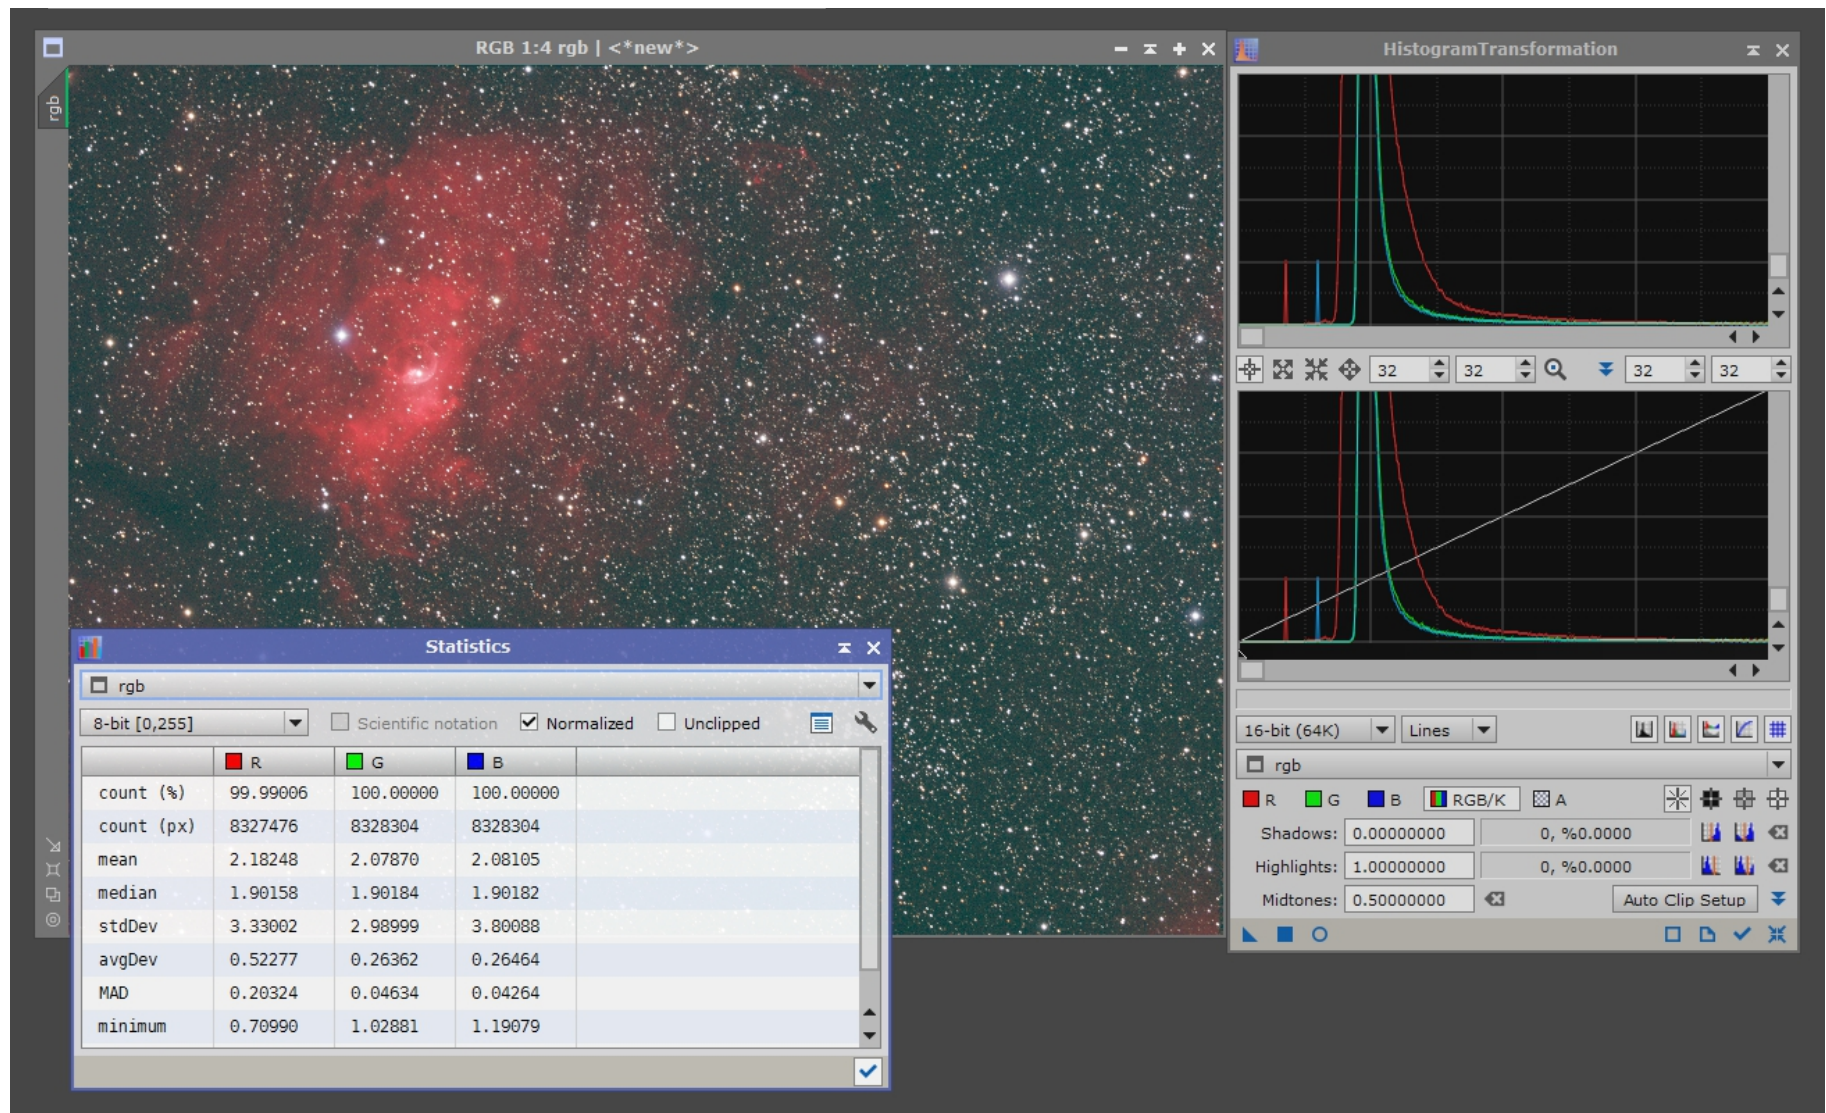 RGB 1:4 rgb | <*new*>
rgb
HistogramTransformation
32 32 32 32
Statistics
rgb
8-bit [0,255] Scientific notation Normalized Unclipped
R G B
count (%) 99.99006 100.00000 100.00000
count (px) 8327476 8328304 8328304
mean 2.18248 2.07870 2.08105
median 1.90158 1.90184 1.90182
stdDev 3.33002 2.98999 3.80088
avgDev 0.52277 0.26362 0.26464
MAD 0.20324 0.04634 0.04264
minimum 0.70990 1.02881 1.19079
16-bit (64K) Lines
rgb
R G B RGB/K A
Shadows: 0.00000000 0, %0.0000
Highlights: 1.00000000 0, %0.0000
Midtones: 0.50000000 Auto Clip Setup